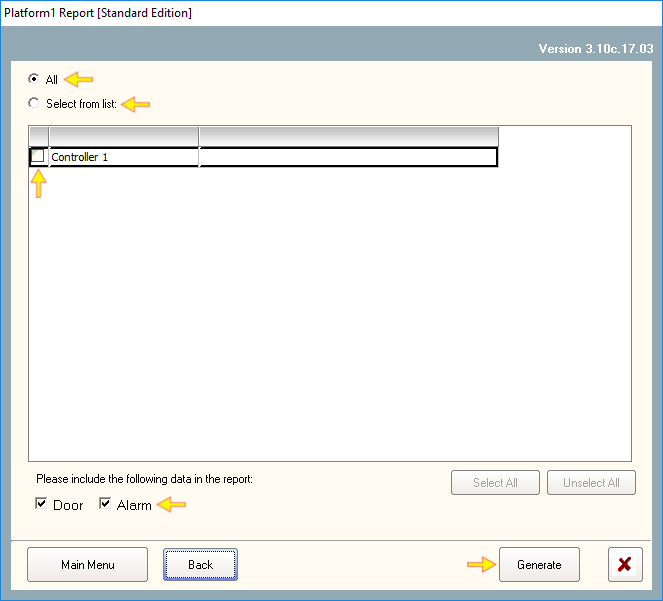 Platform1 Report [Standard Edition]
Version 3.10c.17.03
All
Select from list:
Controller 1
Please include the following data in the report:
Select All
Unselect All
Door
Alarm
Main Menu
Back
Generate